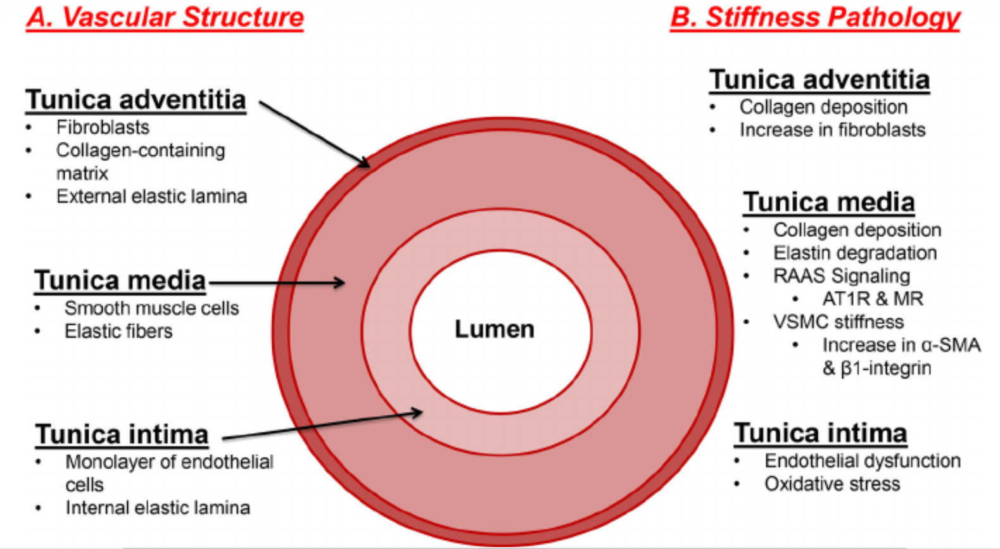 A. Vascular Structure
Tunica adventitia
• Fibroblasts
• Collagen-containing
matrix
• External elastic lamina
Tunica media
• Smooth muscle cells
• Elastic fibers
Tunica intima
• Monolayer of endothelial
cells
• Internal elastic lamina
Lumen
B. Stiffness Pathology
Tunica adventitia
• Collagen deposition
• Increase in fibroblasts
Tunica media
• Collagen deposition
• Elastin degradation
• RAAS Signaling
• AT1R & MR
• VSMC stiffness
• Increase in α-SMA
& β1-integrin
Tunica intima
• Endothelial dysfunction
• Oxidative stress